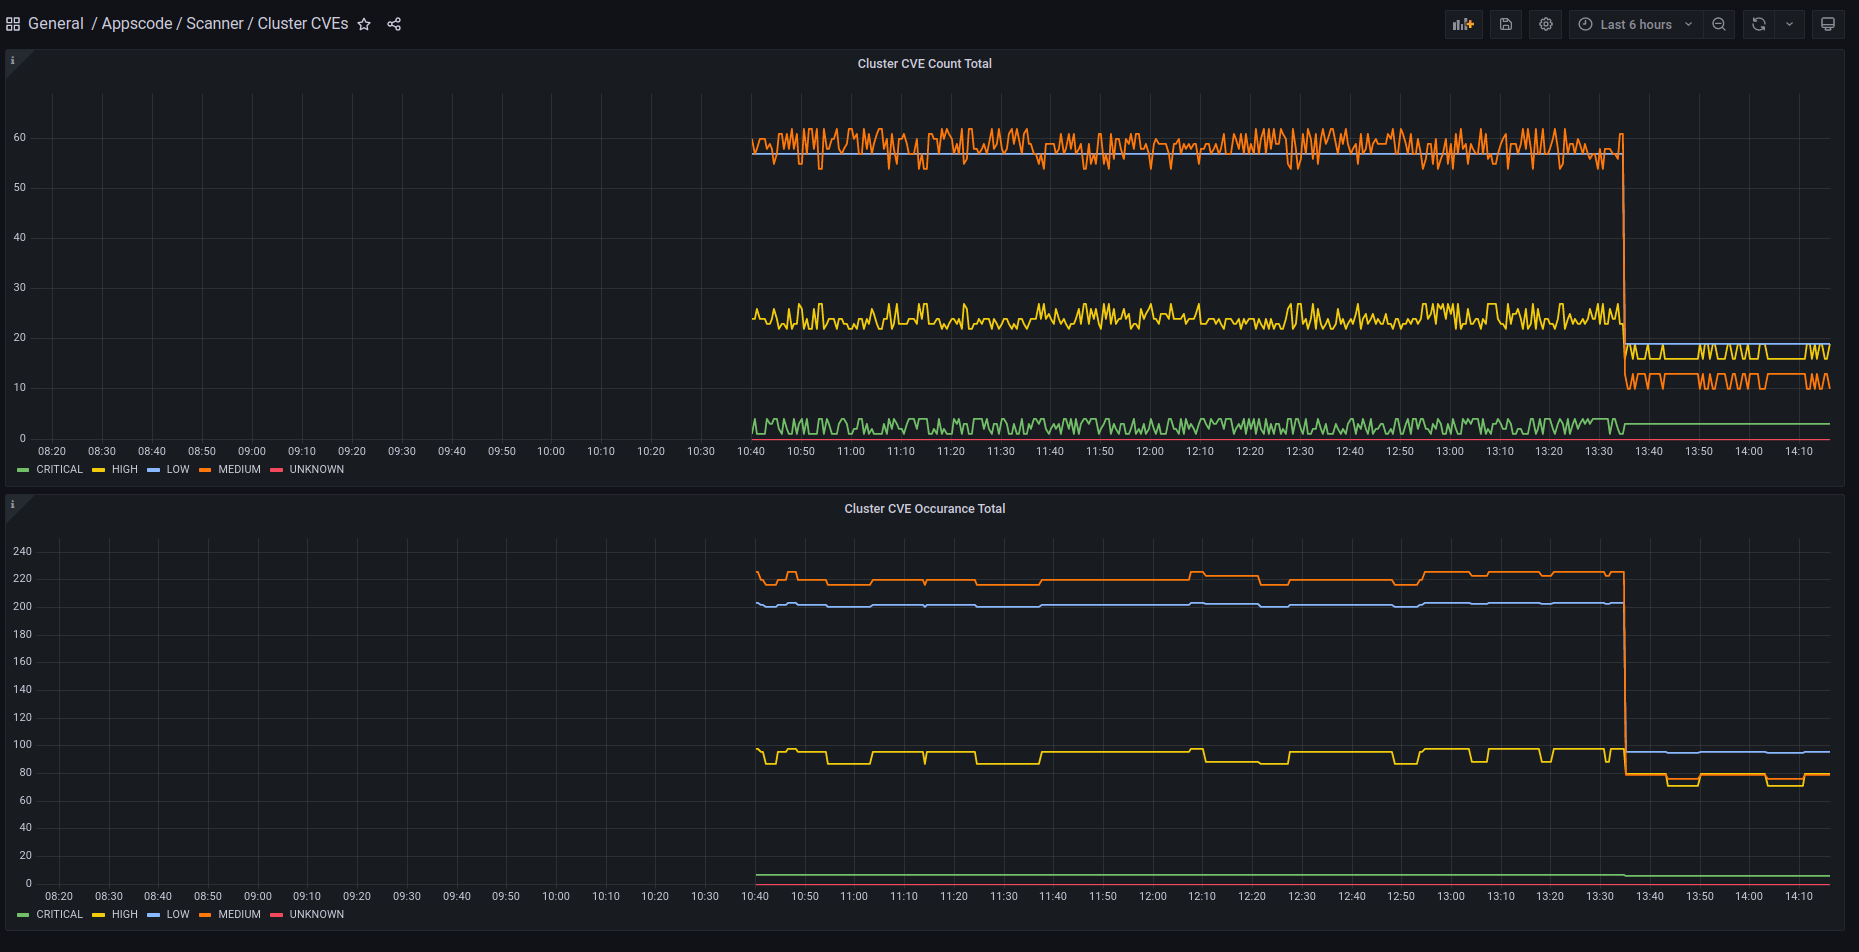 General / Appscode / Scanner / Cluster CVEs
Last 6 hours
Cluster CVE Count Total
60
50
40
30
20
10
0
08:20 08:30 08:40 08:50 09:00 09:10 09:20 09:30 09:40 09:50 10:00 10:10 10:20 10:30 10:40 10:50 11:00 11:10 11:20 11:30 11:40 11:50 12:00 12:10 12:20 12:30 12:40 12:50 13:00 13:10 13:20 13:30 13:40 13:50 14:00 14:10
CRITICAL HIGH LOW MEDIUM UNKNOWN
Cluster CVE Occurance Total
240
220
200
180
160
140
120
100
80
60
40
20
0
08:20 08:30 08:40 08:50 09:00 09:10 09:20 09:30 09:40 09:50 10:00 10:10 10:20 10:30 10:40 10:50 11:00 11:10 11:20 11:30 11:40 11:50 12:00 12:10 12:20 12:30 12:40 12:50 13:00 13:10 13:20 13:30 13:40 13:50 14:00 14:10
CRITICAL HIGH LOW MEDIUM UNKNOWN